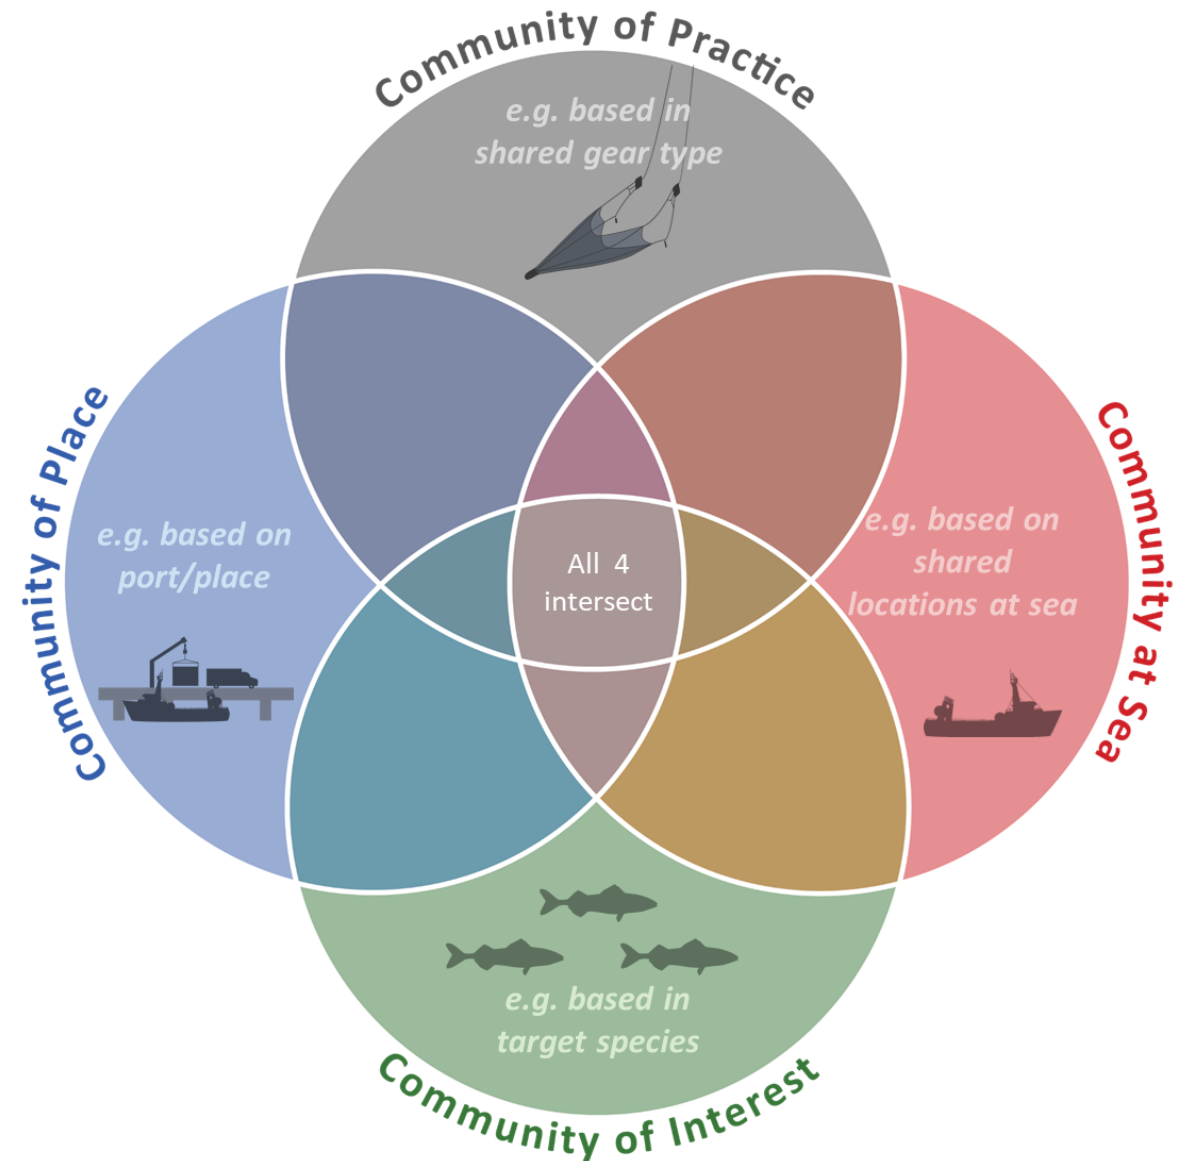 Community of Practice
e.g. based in
shared gear type
Community of Place
e.g. based on
port/place
All 4
intersect
e.g. based on
shared
locations at sea
Community at Sea
e.g. based in
target species
Community of Interest